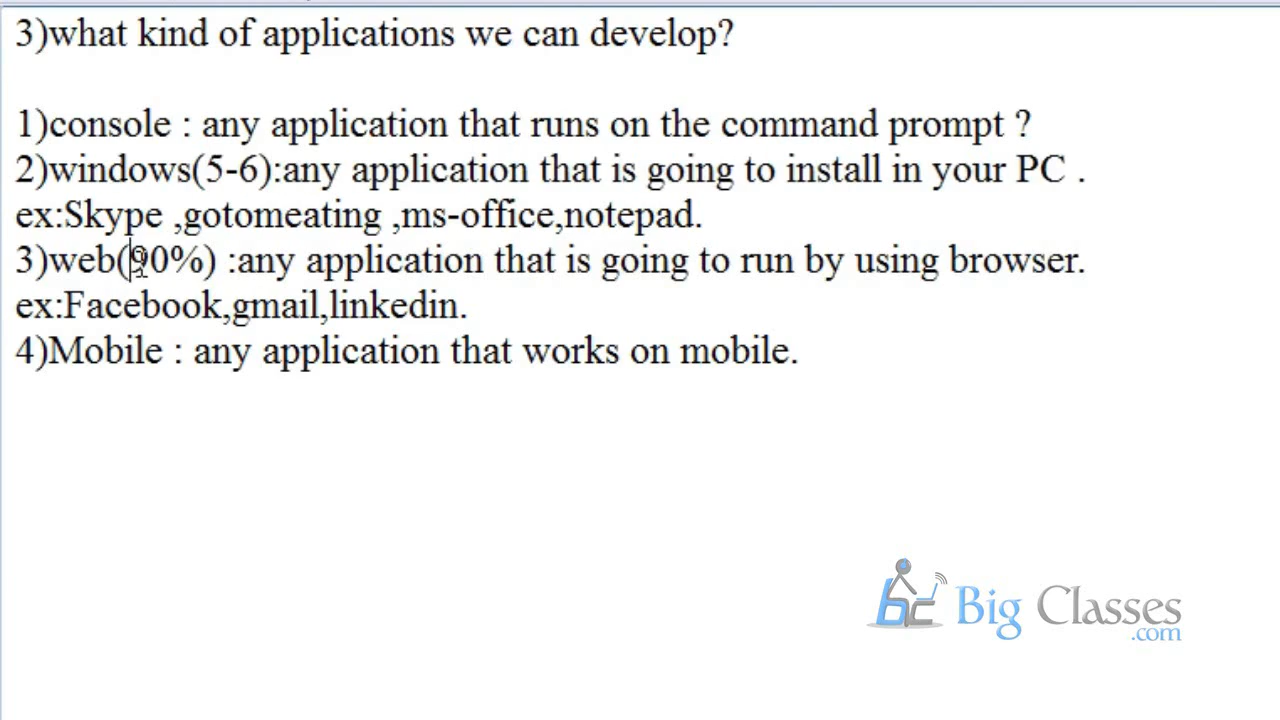 3)what kind of applications we can develop?
1)console : any application that runs on the command prompt ?
2)windows(5-6):any application that is going to install in your PC .
ex:Skype ,gotomeating ,ms-office,notepad.
3)web(90%) :any application that is going to run by using browser.
ex:Facebook,gmail,linkedin.
4)Mobile : any application that works on mobile.
bc Big Classes
.com